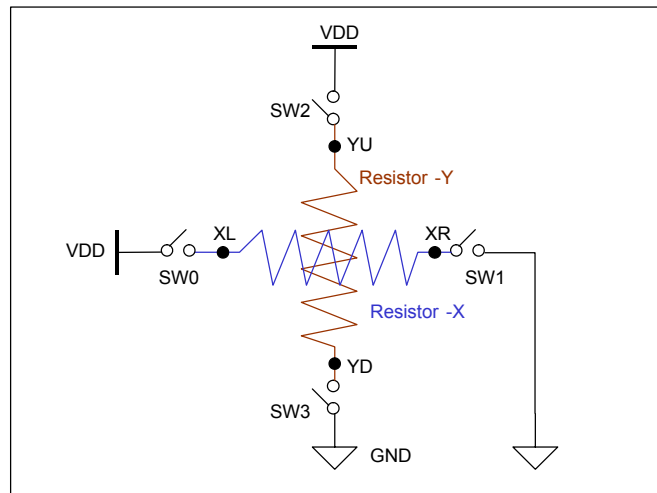 VDD
SW2
YU
Resistor -Y
XL
XR
VDD
SW0
SW1
Resistor -X
YD
SW3
GND